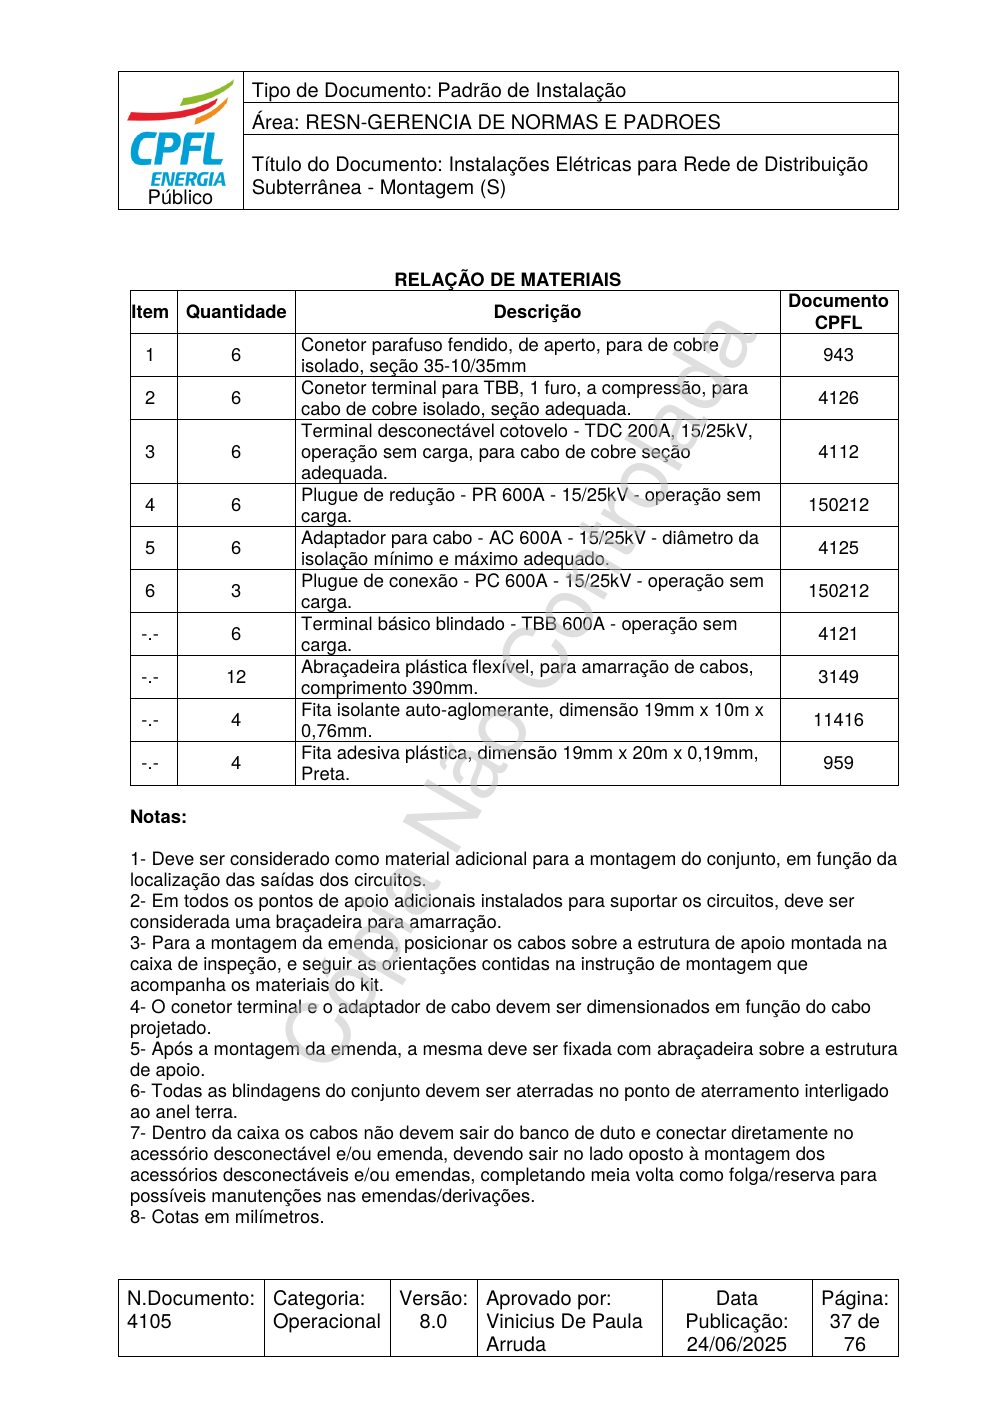 CPFL
ENERGIA
Público
Tipo de Documento: Padrão de Instalação
Área: RESN-GERENCIA DE NORMAS E PADROES
Título do Documento: Instalações Elétricas para Rede de Distribuição
Subterrânea - Montagem (S)
RELAÇÃO DE MATERIAIS
Item Quantidade Descrição Documento CPFL
1 6 Conetor parafuso fendido, de aperto, para de cobre
isolado, seção 35-10/35mm 943
2 6 Conetor terminal para TBB, 1 furo, a compressão, para
cabo de cobre isolado, seção adequada. 4126
3 6 Terminal desconectável cotovelo - TDC 200A, 15/25kV,
operação sem carga, para cabo de cobre seção
adequada. 4112
4 6 Plugue de redução - PR 600A - 15/25kV - operação sem
carga. 150212
5 6 Adaptador para cabo - AC 600A - 15/25kV - diâmetro da
isolação mínimo e máximo adequado. 4125
6 3 Plugue de conexão - PC 600A - 15/25kV - operação sem
carga. 150212
-.- 6 Terminal básico blindado - TBB 600A - operação sem
carga. 4121
-.- 12 Abraçadeira plástica flexível, para amarração de cabos,
comprimento 390mm. 3149
-.- 4 Fita isolante auto-aglomerante, dimensão 19mm x 10m x
0,76mm. 11416
-.- 4 Fita adesiva plástica, dimensão 19mm x 20m x 0,19mm,
Preta. 959
Notas:
1- Deve ser considerado como material adicional para a montagem do conjunto, em função da
localização das saídas dos circuitos.
2- Em todos os pontos de apoio adicionais instalados para suportar os circuitos, deve ser
considerada uma braçadeira para amarração.
3- Para a montagem da emenda, posicionar os cabos sobre a estrutura de apoio montada na
caixa de inspeção, e seguir as orientações contidas na instrução de montagem que
acompanha os materiais do kit.
4- O conetor terminal e o adaptador de cabo devem ser dimensionados em função do cabo
projetado.
5- Após a montagem da emenda, a mesma deve ser fixada com abraçadeira sobre a estrutura
de apoio.
6- Todas as blindagens do conjunto devem ser aterradas no ponto de aterramento interligado
ao anel terra.
7- Dentro da caixa os cabos não devem sair do banco de duto e conectar diretamente no
acessório desconectável e/ou emenda, devendo sair no lado oposto à montagem dos
acessórios desconectáveis e/ou emendas, completando meia volta como folga/reserva para
possíveis manutenções nas emendas/derivações.
8- Cotas em milímetros.
Cópia Não Controlada
N.Documento: Categoria: Versão: Aprovado por: Data Página:
4105 Operacional 8.0 Vinicius De Paula Publicação: 37 de
Arruda 24/06/2025 76